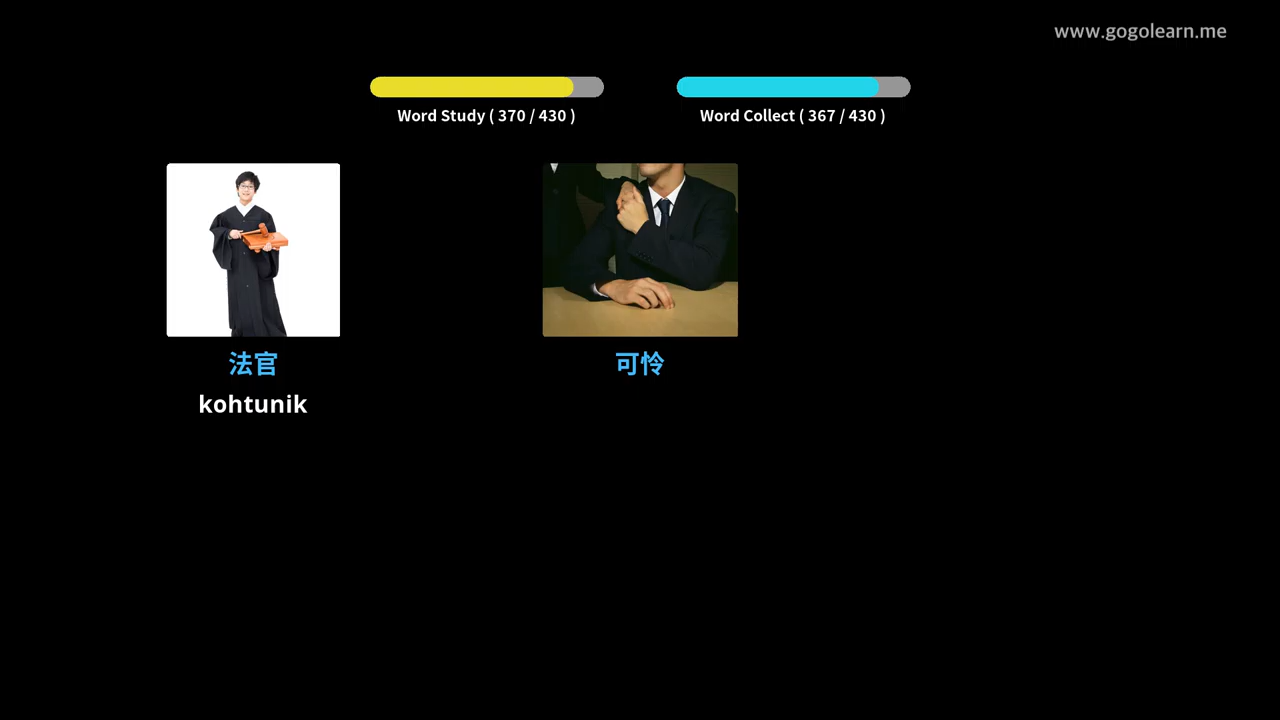 www.gogolearn.me
Word Study ( 370 / 430 )
Word Collect ( 367 / 430 )
法官
kohtunik
可怜